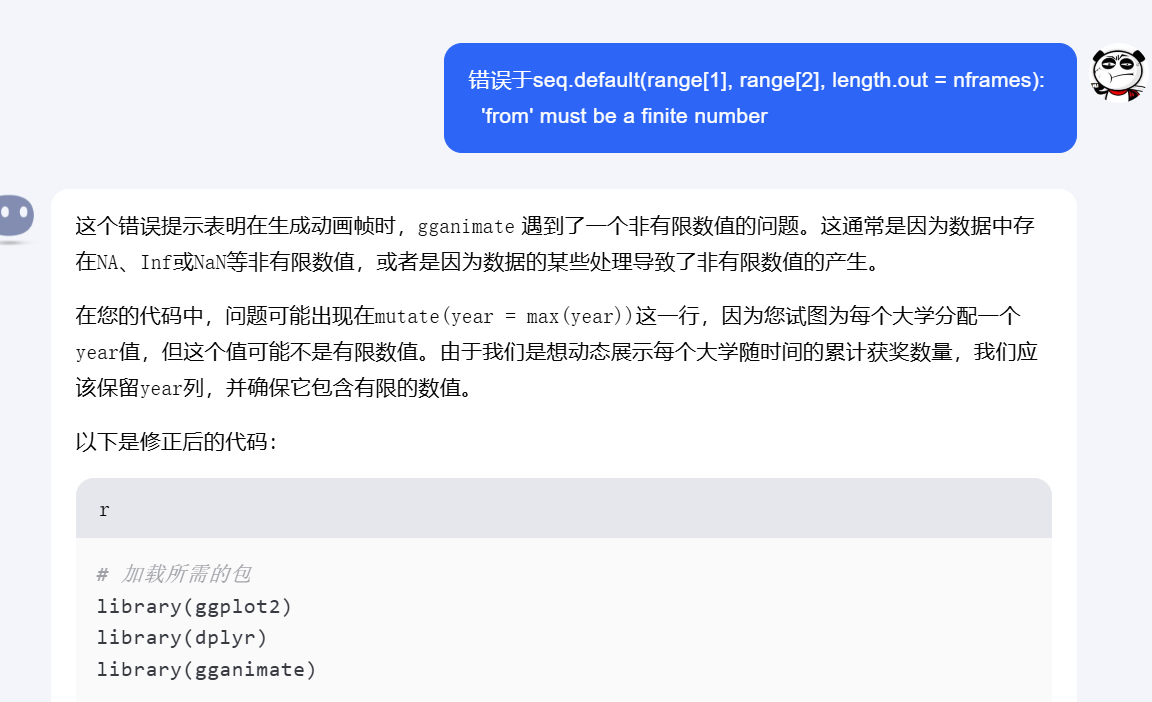 错误于seq.default(range[1], range[2], length.out = nframes):
'from' must be a finite number
这个错误提示表明在生成动画帧时，gganimate 遇到了一个非有限数值的问题。这通常是因为数据中存
在NA、Inf或NaN等非有限数值，或者是因为数据的某些处理导致了非有限数值的产生。
在您的代码中，问题可能出现在mutate(year = max(year))这一行，因为您试图为每个大学分配一个
year值，但这个值可能不是有限数值。由于我们是想动态展示每个大学随时间的累计获奖数量，我们应
该保留year列，并确保它包含有限的数值。
以下是修正后的代码：
r
# 加载所需的包
library(ggplot2)
library(dplyr)
library(gganimate)